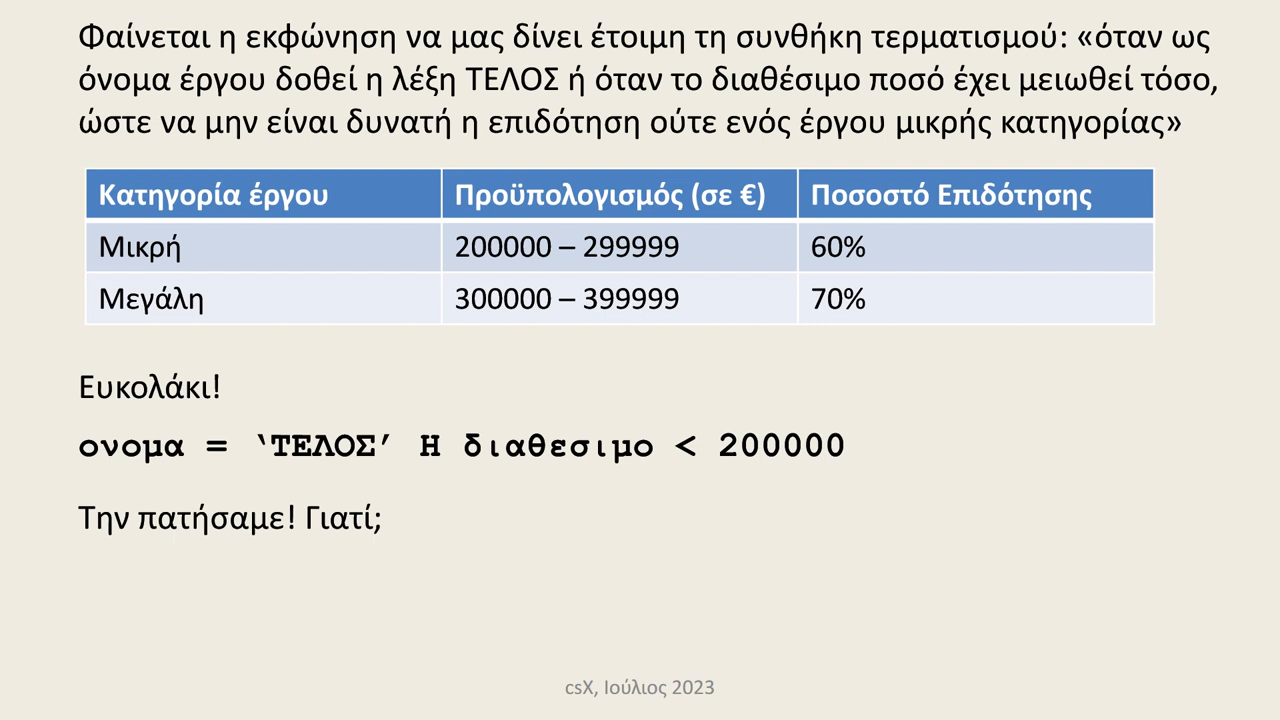 Φαίνεται η εκφώνηση να μας δίνει έτοιμη τη συνθήκη τερματισμού: «όταν ως
όνομα έργου δοθεί η λέξη ΤΕΛΟΣ ή όταν το διαθέσιμο ποσό έχει μειωθεί τόσο,
ώστε να μην είναι δυνατή η επιδότηση ούτε ενός έργου μικρής κατηγορίας»
Κατηγορία έργου Προϋπολογισμός (σε €) Ποσοστό Επιδότησης
Μικρή 200000 – 299999 60%
Μεγάλη 300000 – 399999 70%
Ευκολάκι!
ονομα = ‘ΤΕΛΟΣ’ Η διαθεσιμο < 200000
Την πατήσαμε! Γιατί;
csX, Ιούλιος 2023